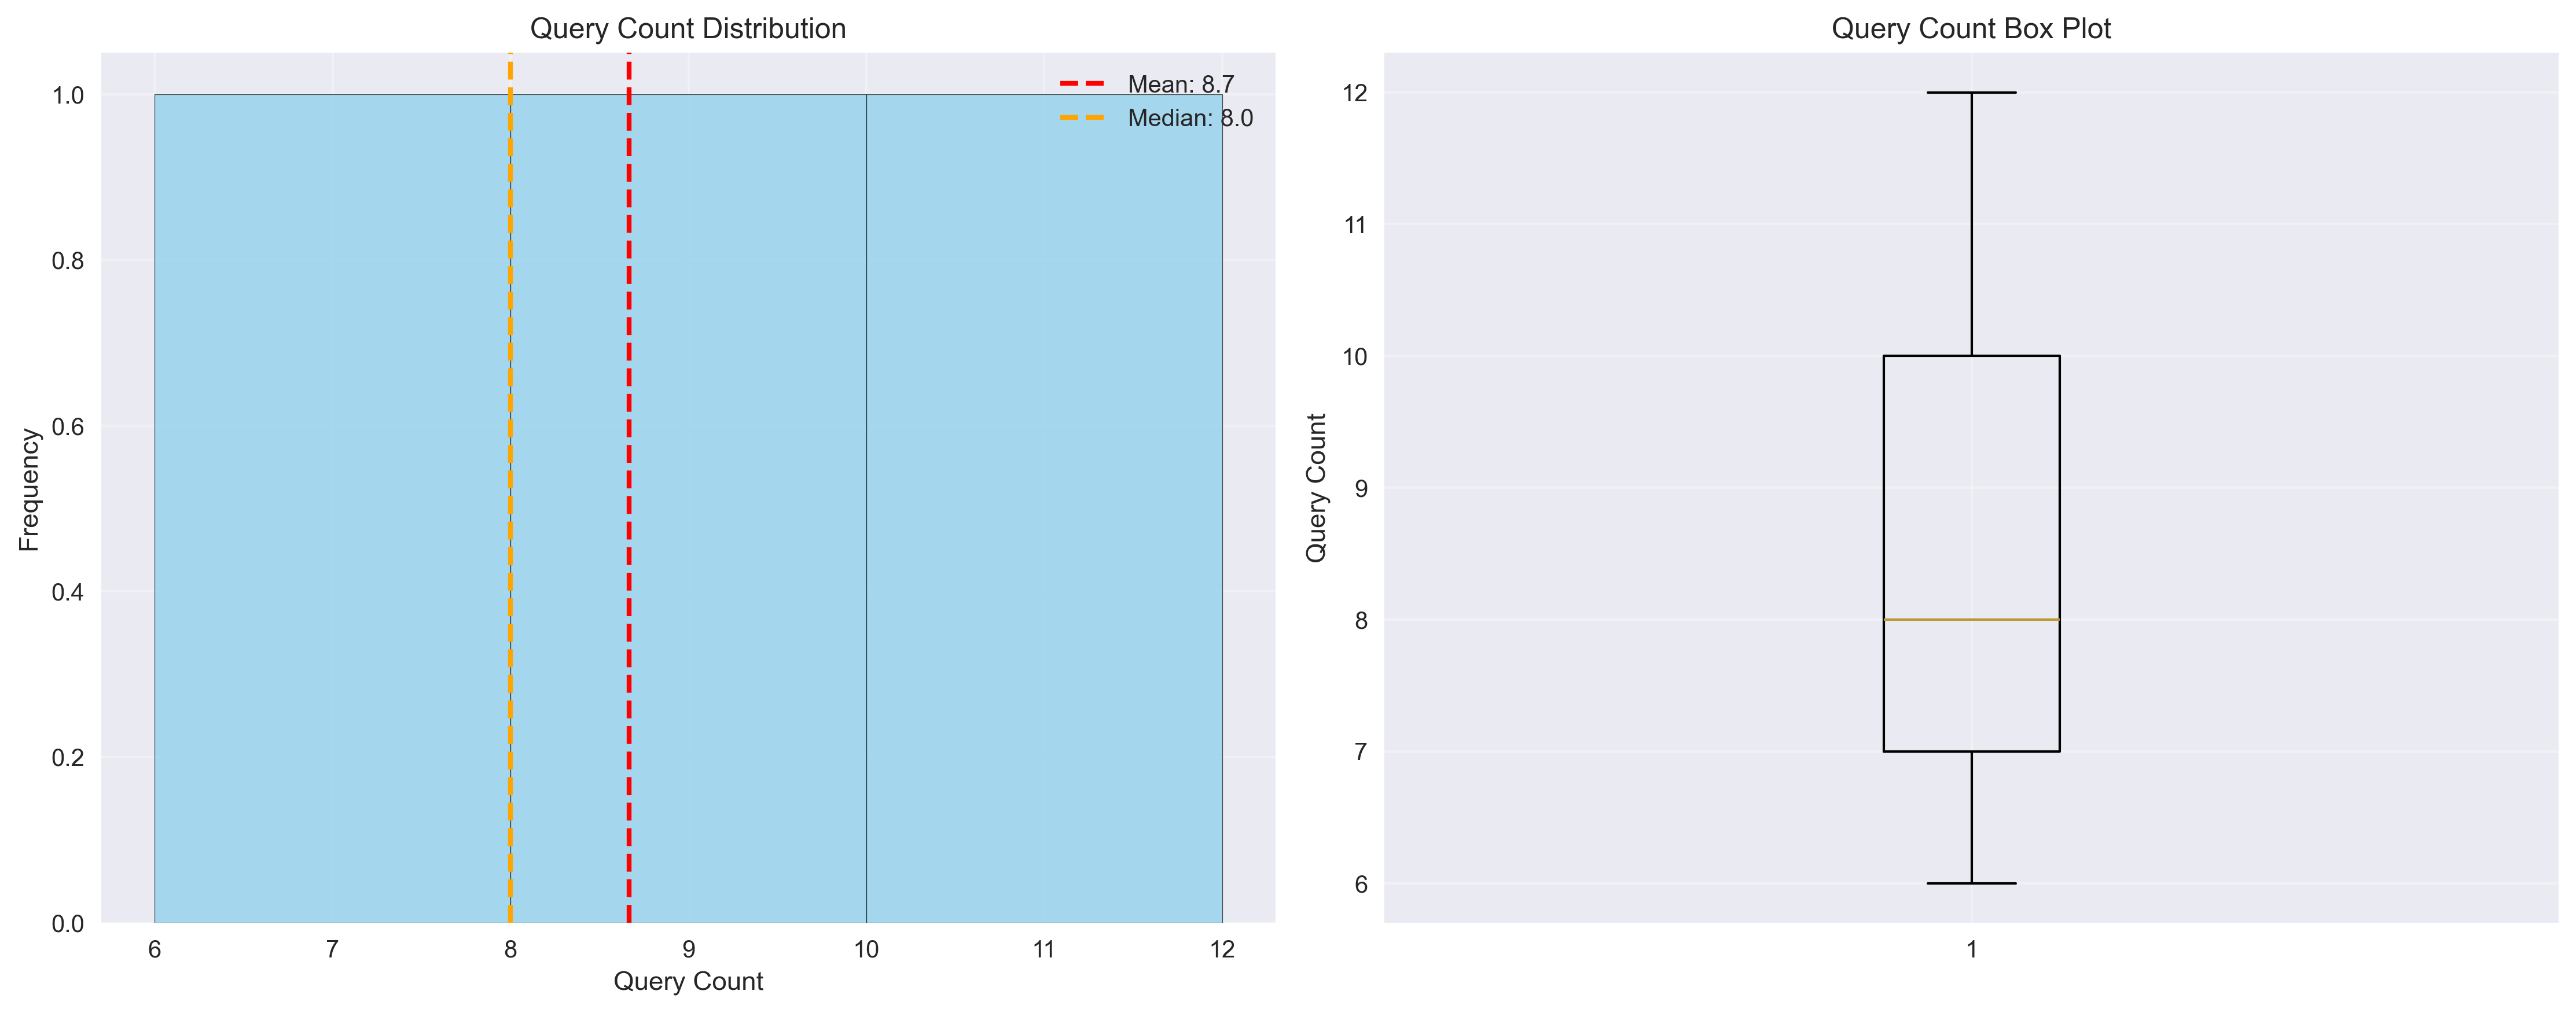 Query Count Distribution
Mean: 8.7
Median: 8.0
1.0
0.8
0.6
0.4
0.2
0.0
Frequency
6 7 8 9 10 11 12
Query Count
Query Count Box Plot
12
11
10
9
8
7
6
Query Count
1